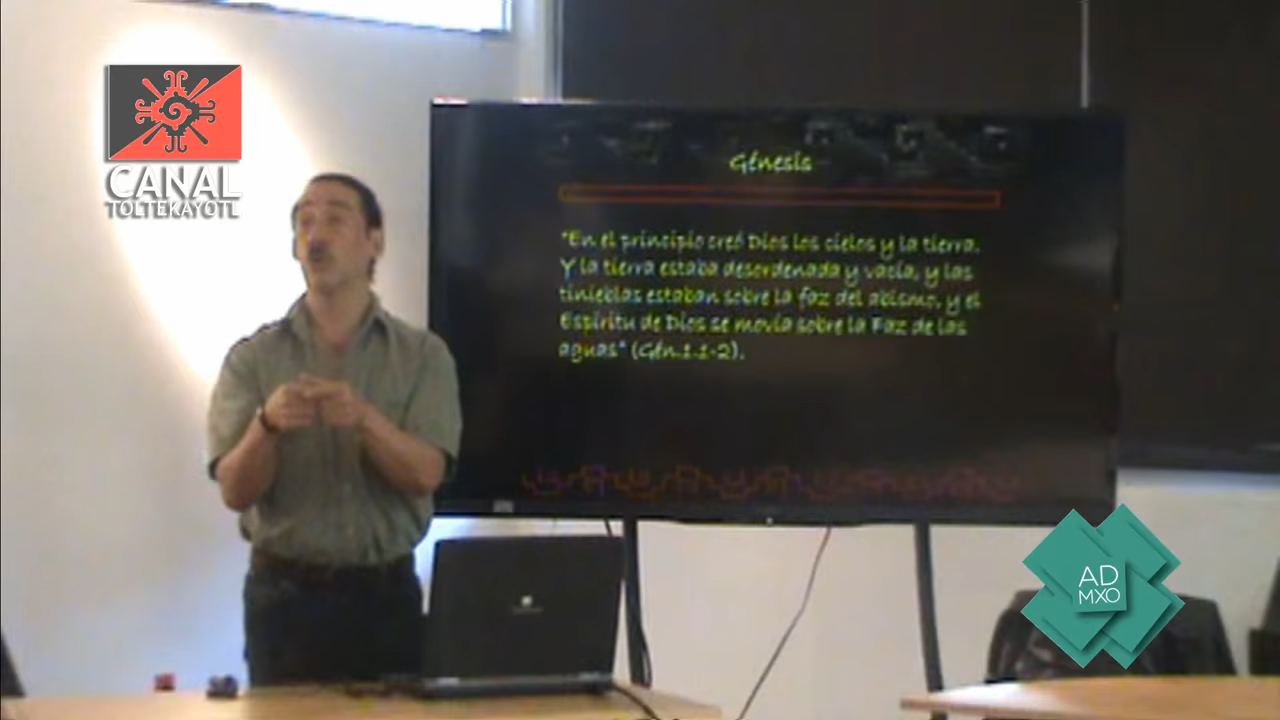 CANAL
TOLTEKAYOTL
Génesis
"En el principio creó Dios los cielos y la tierra.
Y la tierra estaba desordenada y vacía, y las
tinieblas estaban sobre la faz del abismo, y el
Espíritu de Dios se movía sobre la Faz de las
aguas" (Gén.1.1-2).
AD
MXO